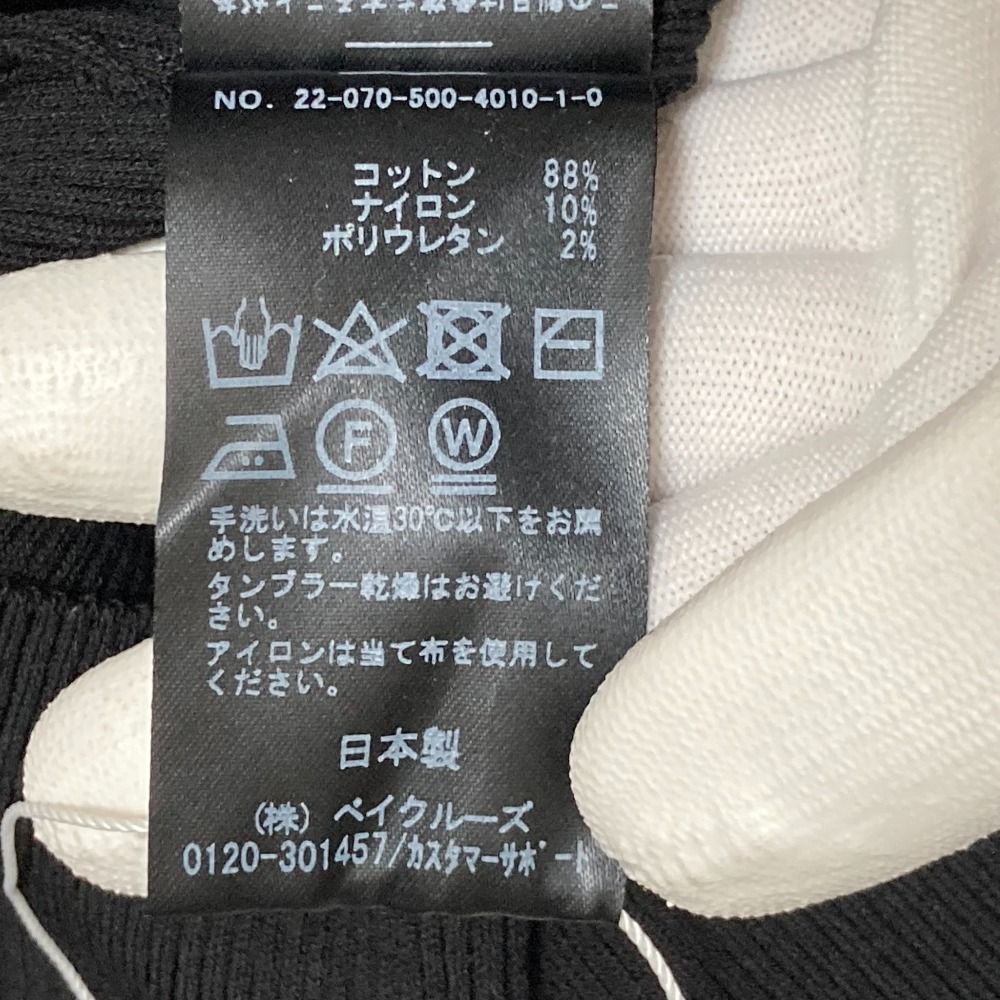 NO. 22-070-500-4010-1-0
コットン 88%
ナイロン 10%
ポリウレタン 2%
F
W
手洗いは水温30℃以下をお薦
めします。
タンブラー乾燥はお避けくだ
さい。
アイロンは当て布を使用して
ください。
日本製
(株) ベイクルーズ
0120-301457/カスタマーサポート